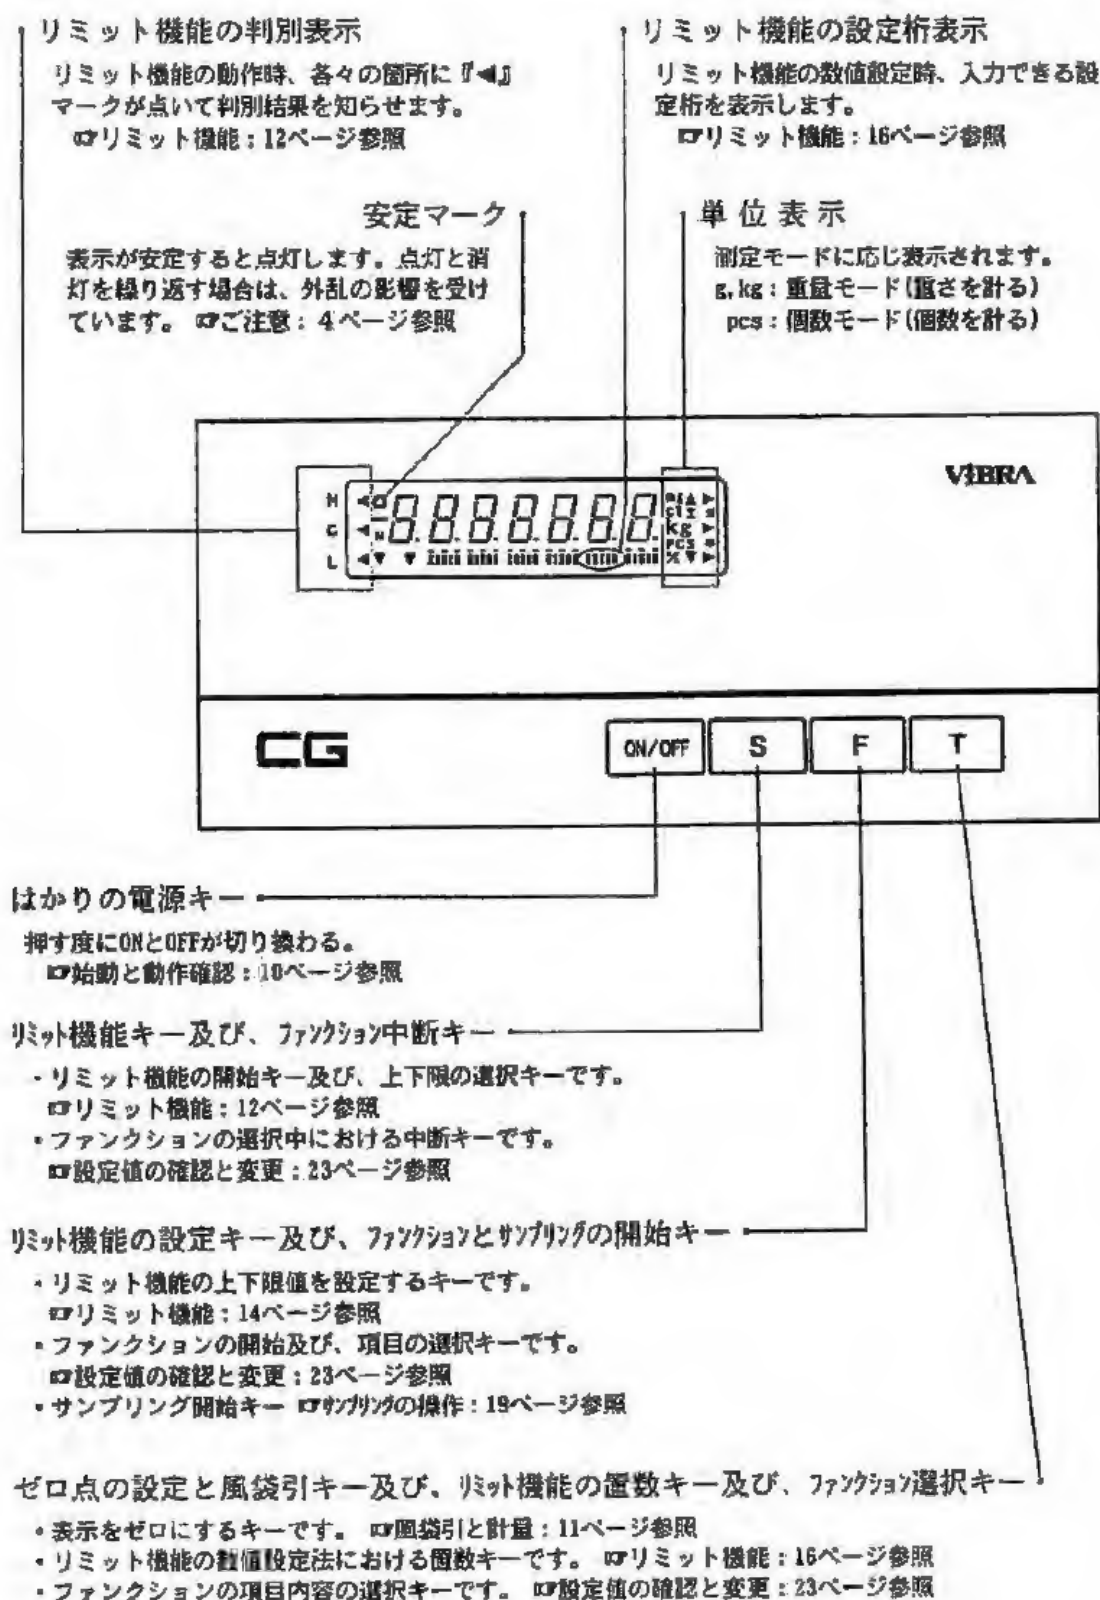 リミット機能の判別表示
リミット機能の動作時、各々の箇所に『◀』
マークが点いて判別結果を知らせます。
☞リミット機能：12ページ参照
リミット機能の設定桁表示
リミット機能の数値設定時、入力できる設
定桁を表示します。
☞リミット機能：16ページ参照
安定マーク
表示が安定すると点灯します。点灯と消
灯を繰り返す場合は、外乱の影響を受け
ています。 ☞ご注意：4ページ参照
単位表示
測定モードに応じ表示されます。
g,kg：重量モード(重さを計る)
pcs：個数モード(個数を計る)
ViBRA
H
G
L
8.8.8.8.8.8.8.
kg
PCS
%
CG
ON/OFF
S
F
T
はかりの電源キー
押す度にONとOFFが切り換わる。
☞始動と動作確認：10ページ参照
リミット機能キー及び、ファンクション中断キー
・リミット機能の開始キー及び、上下限の選択キーです。
☞リミット機能：12ページ参照
・ファンクションの選択中における中断キーです。
☞設定値の確認と変更：23ページ参照
リミット機能の設定キー及び、ファンクションとサンプリングの開始キー
・リミット機能の上下限値を設定するキーです。
☞リミット機能：14ページ参照
・ファンクションの開始及び、項目の選択キーです。
☞設定値の確認と変更：23ページ参照
・サンプリング開始キー ☞サンプリングの操作：19ページ参照
ゼロ点の設定と風袋引キー及び、リミット機能の置数キー及び、ファンクション選択キー
・表示をゼロにするキーです。 ☞風袋引と計量：11ページ参照
・リミット機能の数値設定法における置数キーです。 ☞リミット機能：16ページ参照
・ファンクションの項目内容の選択キーです。 ☞設定値の確認と変更：23ページ参照